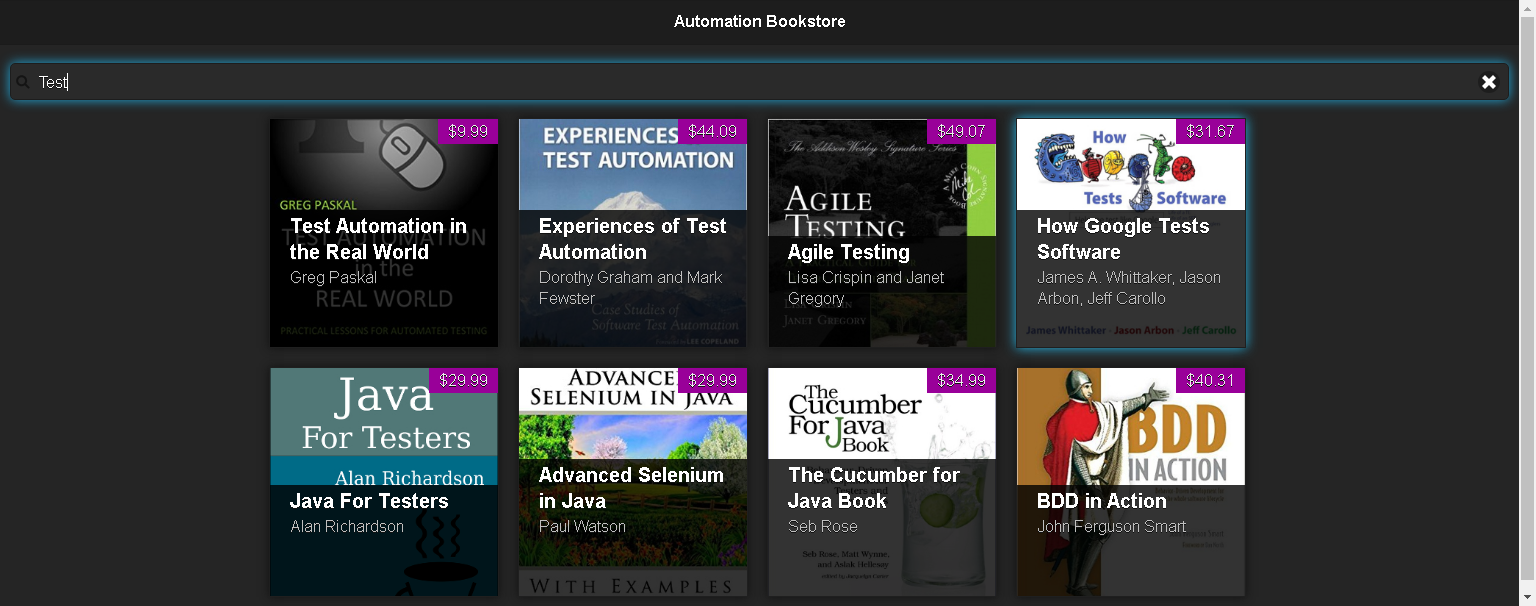 Automation Bookstore
Test
$9.99
GREG PASKAL
Test Automation in
the Real World
Greg Paskal
TEST AUTOMATION
in the
REAL WORLD
PRACTICAL LESSONS FOR AUTOMATED TESTING
$44.09
EXPERIENCES
TEST AUTOMATION
Experiences of Test
Automation
Dorothy Graham and Mark
Fewster
Case Studies of
Software Test Automation
LEE COPELAND
$49.07
The Addison Wesley Signature Series
AGILE
TESTING
Agile Testing
Lisa Crispin and Janet
Gregory
JANET GREGORY
$31.67
How
Tests
Software
How Google Tests
Software
James A. Whittaker, Jason
Arbon, Jeff Carollo
James Whittaker - Jason Arbon - Jeff Carollo
$29.99
Java
For Testers
Alan Richardson
Java For Testers
Alan Richardson
$29.99
ADVANCE
SELENIUM IN JAVA
Advanced Selenium
in Java
Paul Watson
WITH EXAMPLES
$34.99
The
Cucumber
For Java
Book
The Cucumber for
Java Book
Seb Rose
Seb Rose, Matt Wynne,
and Aslak Hellesøy
$40.31
BDD
IN ACTION
BDD in Action
John Ferguson Smart